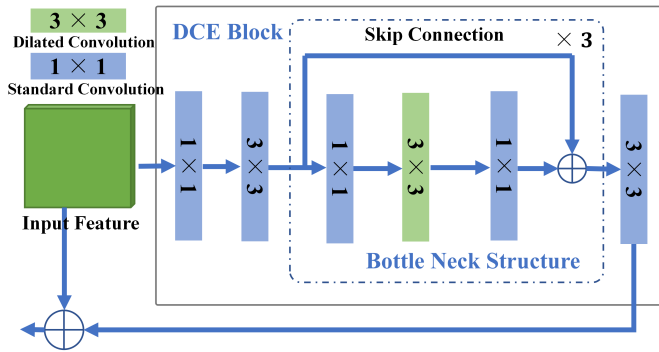 3 × 3
Dilated Convolution
1 × 1
Standard Convolution
DCE Block
Skip Connection
× 3
1 × 1
3 × 3
1 × 1
3 × 3
1 × 1
3 × 3
Input Feature
Bottle Neck Structure